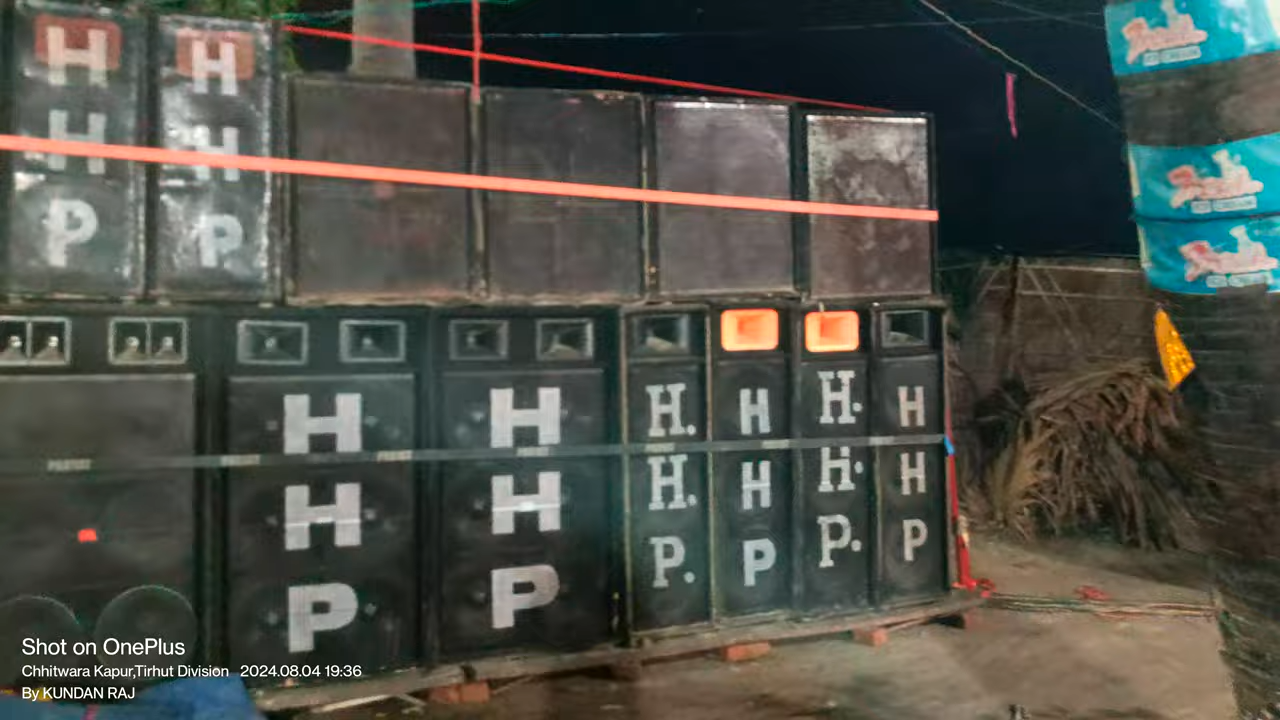 H
H
P
H
H
P
H
H
P
H
H
P
H.
H.
P.
H
H
P
H.
H.
P.
H
H
P
Shot on OnePlus
Chhitwara Kapur,Tirhut Division 2024.08.04 19:36
By KUNDAN RAJ